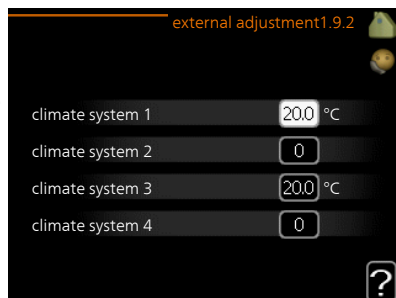 external adjustment1.9.2
climate system 1 20.0 °C
climate system 2 0
climate system 3 20.0 °C
climate system 4 0
?